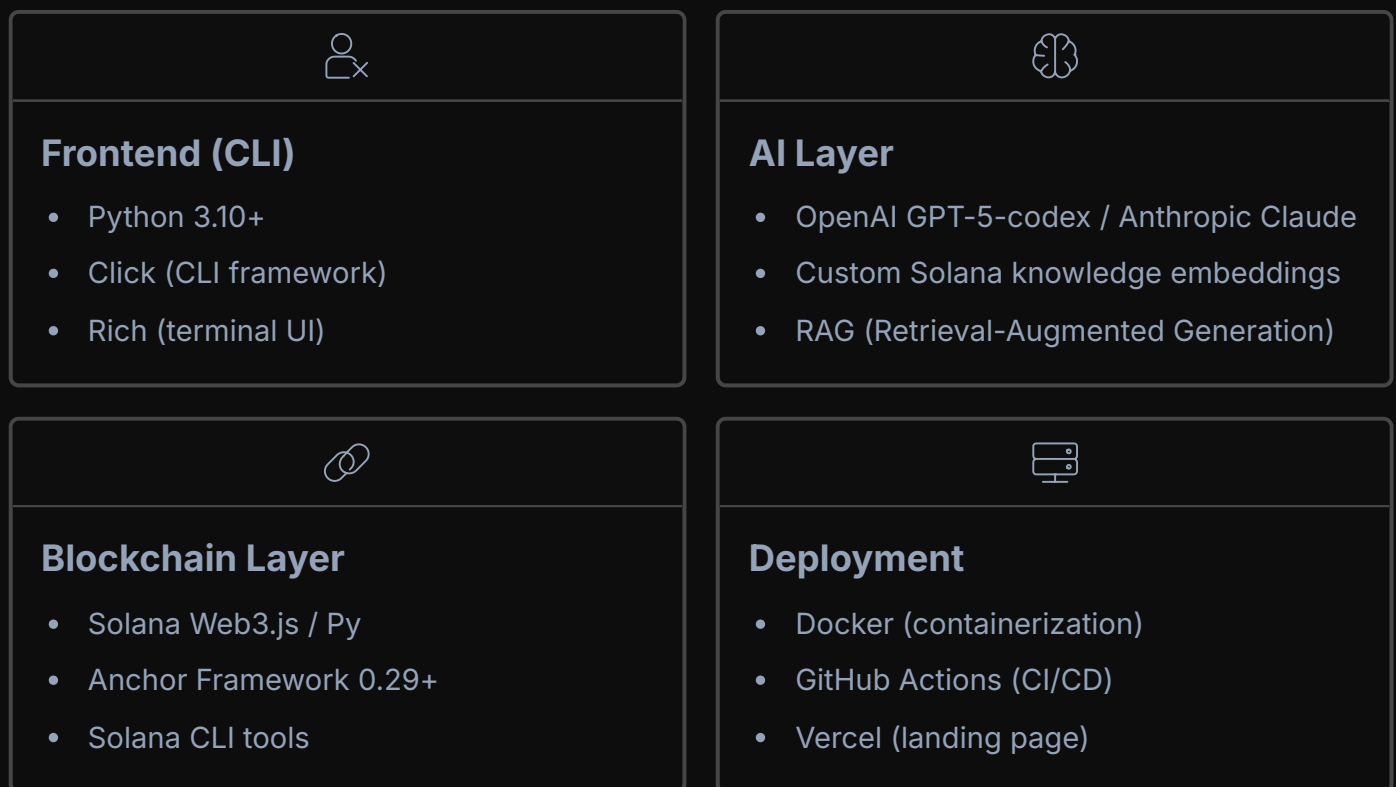 Frontend (CLI)
• Python 3.10+
• Click (CLI framework)
• Rich (terminal UI)
AI Layer
• OpenAI GPT-5-codex / Anthropic Claude
• Custom Solana knowledge embeddings
• RAG (Retrieval-Augmented Generation)
Blockchain Layer
• Solana Web3.js / Py
• Anchor Framework 0.29+
• Solana CLI tools
Deployment
• Docker (containerization)
• GitHub Actions (CI/CD)
• Vercel (landing page)